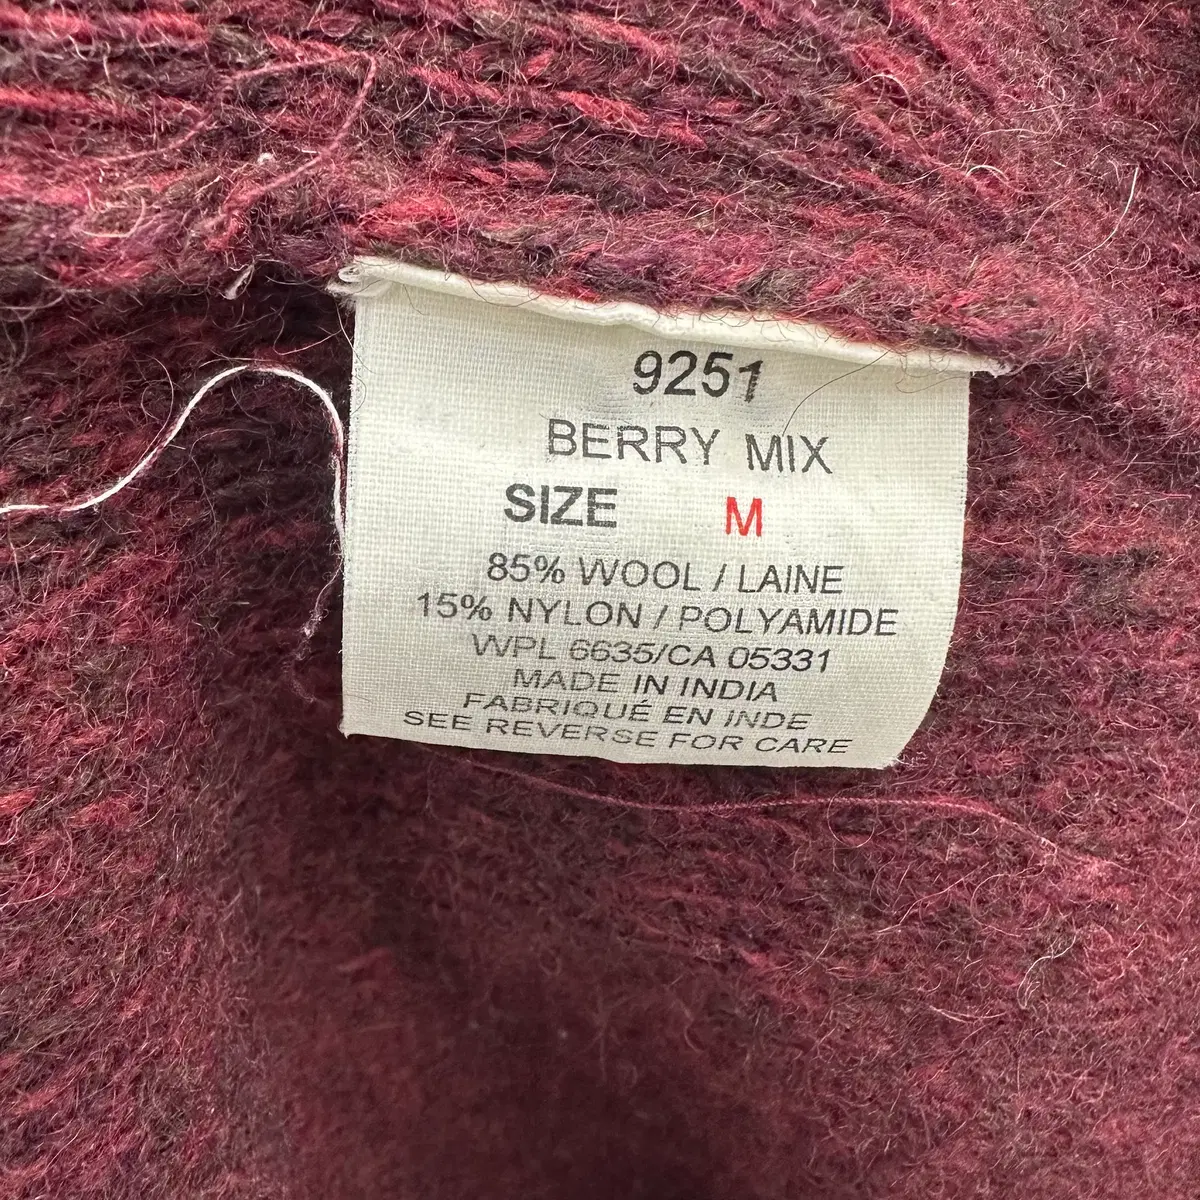 9251
BERRY MIX
SIZE M
85% WOOL / LAINE
15% NYLON / POLYAMIDE
WPL 6635/CA 05331
MADE IN INDIA
FABRIQUÉ EN INDE
SEE REVERSE FOR CARE